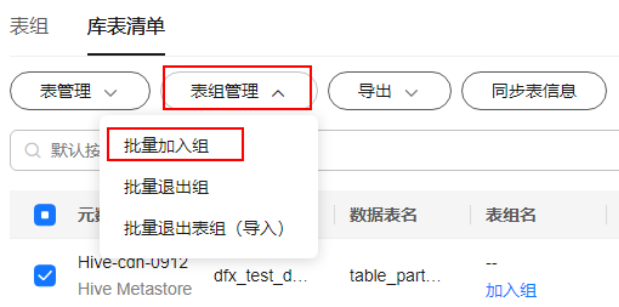 表组 库表清单
表管理 表组管理 导出 同步表信息
默认按
批量加入组
批量退出组
批量退出表组（导入）
数据表名 表组名
Hive-cdn-0912 dfx_test_d... table_part... --
Hive Metastore 加入组